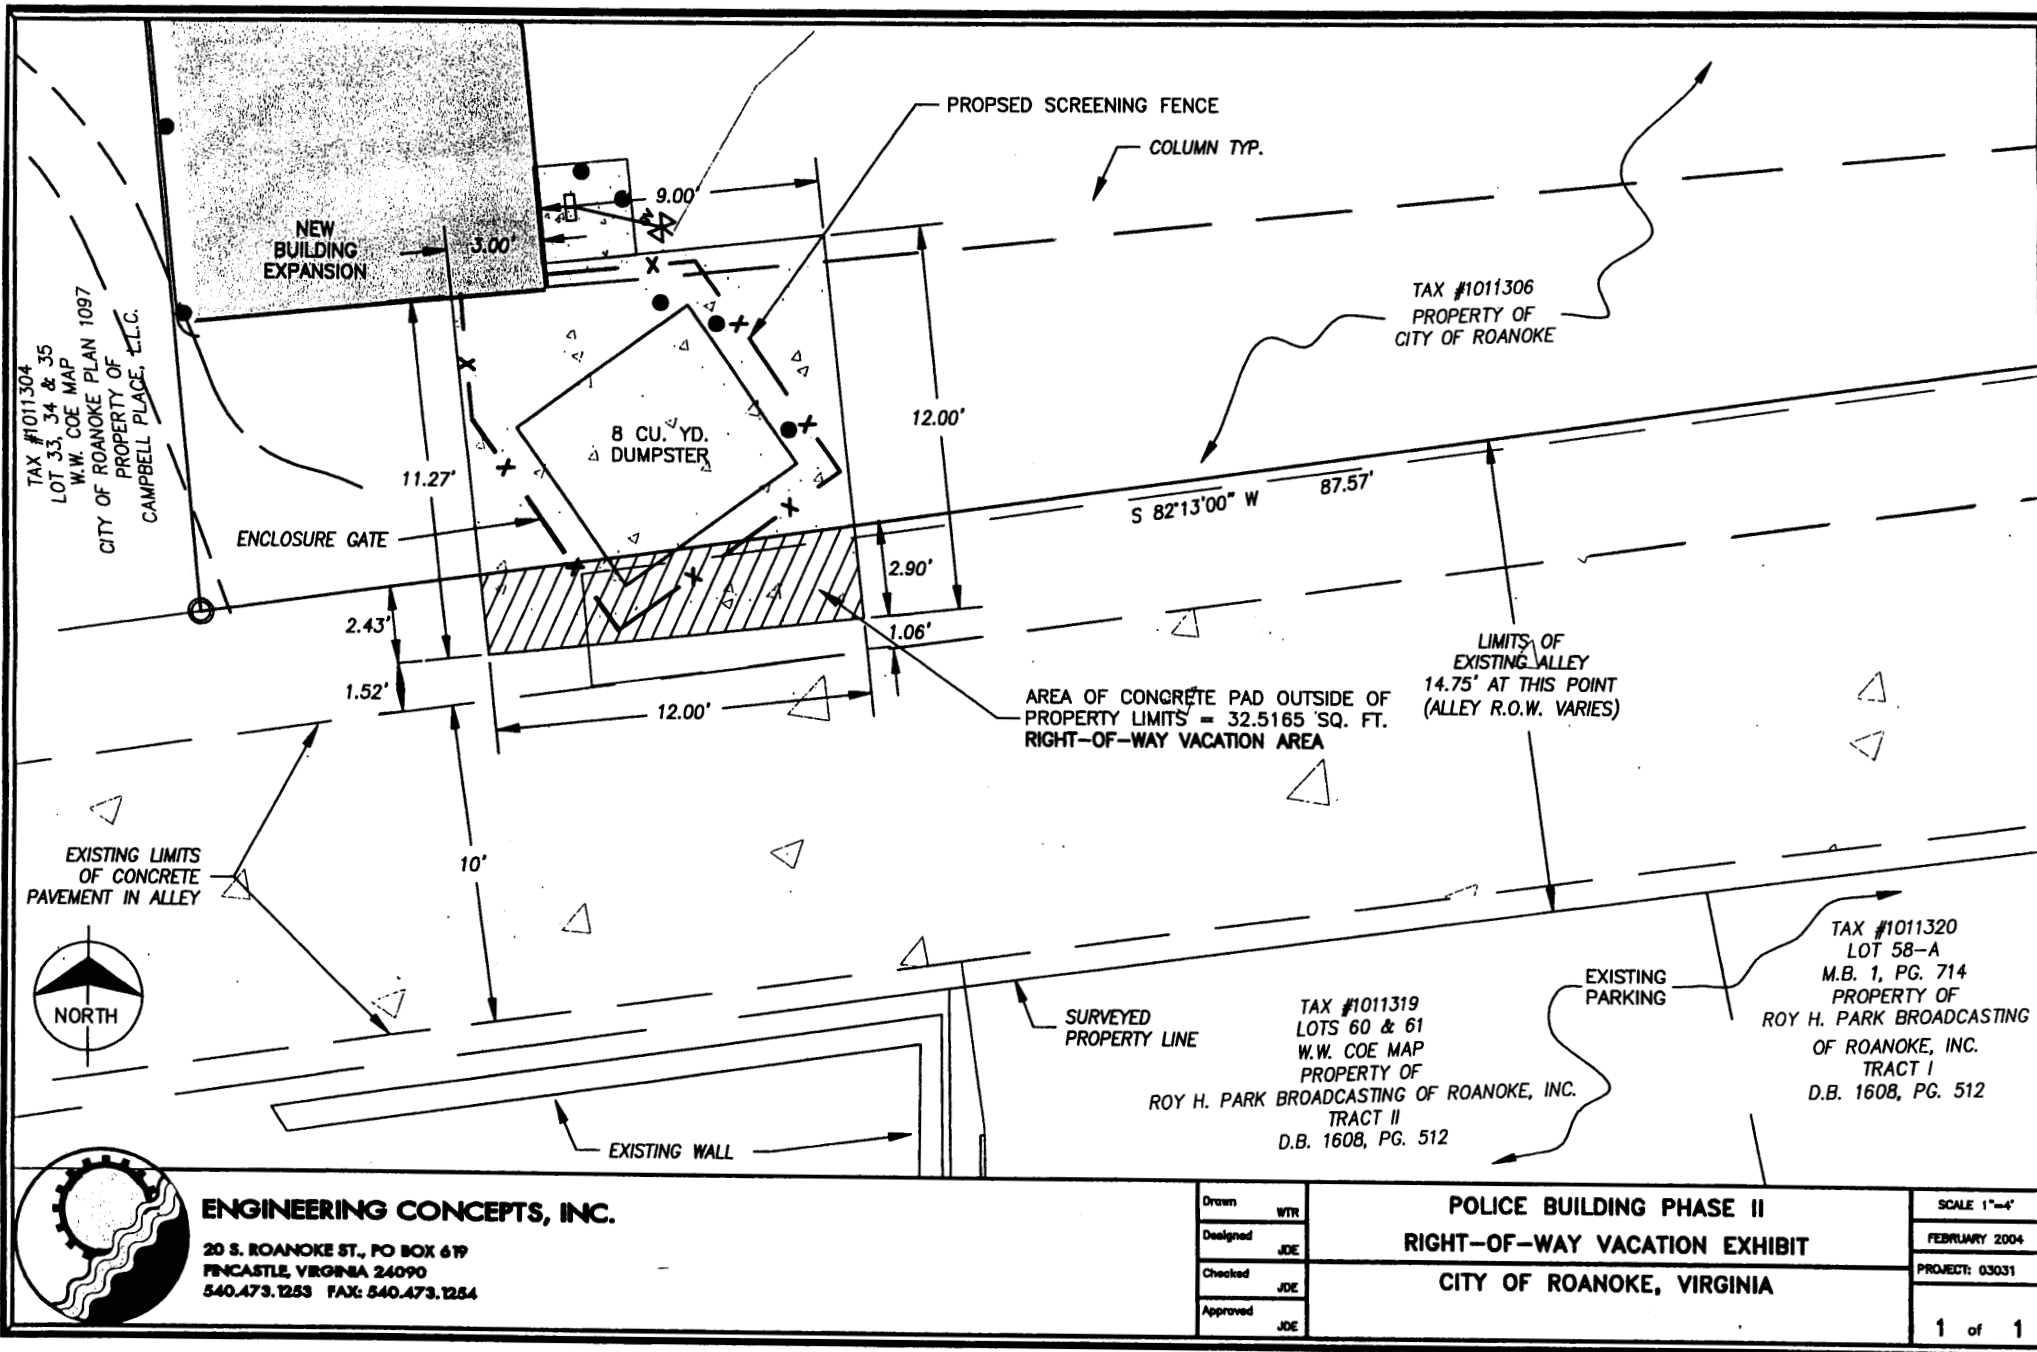 PROPSED SCREENING FENCE
COLUMN TYP.
9.00'
3.00'
NEW
BUILDING
EXPANSION
TAX #1011304
LOT 33, 34 & 35
W.W. COE MAP
CITY OF ROANOKE PLAN 1097
PROPERTY OF
CAMPBELL PLACE, L.L.C.
TAX #1011306
PROPERTY OF
CITY OF ROANOKE
8 CU. YD.
DUMPSTER
12.00'
11.27'
S 82°13'00" W 87.57'
ENCLOSURE GATE
2.90'
2.43'
1.06'
1.52'
12.00'
LIMITS OF
EXISTING ALLEY
14.75' AT THIS POINT
(ALLEY R.O.W. VARIES)
AREA OF CONCRETE PAD OUTSIDE OF
PROPERTY LIMITS = 32.5165 SQ. FT.
RIGHT-OF-WAY VACATION AREA
10'
EXISTING LIMITS
OF CONCRETE
PAVEMENT IN ALLEY
NORTH
SURVEYED
PROPERTY LINE
EXISTING
PARKING
TAX #1011319
LOTS 60 & 61
W.W. COE MAP
PROPERTY OF
ROY H. PARK BROADCASTING OF ROANOKE, INC.
TRACT II
D.B. 1608, PG. 512
TAX #1011320
LOT 58-A
M.B. 1, PG. 714
PROPERTY OF
ROY H. PARK BROADCASTING
OF ROANOKE, INC.
TRACT I
D.B. 1608, PG. 512
EXISTING WALL
ENGINEERING CONCEPTS, INC.
20 S. ROANOKE ST., PO BOX 619
FINCASTLE, VIRGINIA 24090
540.473.1253 FAX: 540.473.1254
Drawn WTR
Designed JDE
Checked JDE
Approved JDE
POLICE BUILDING PHASE II
RIGHT-OF-WAY VACATION EXHIBIT
CITY OF ROANOKE, VIRGINIA
SCALE 1"=4'
FEBRUARY 2004
PROJECT: 03031
1 of 1